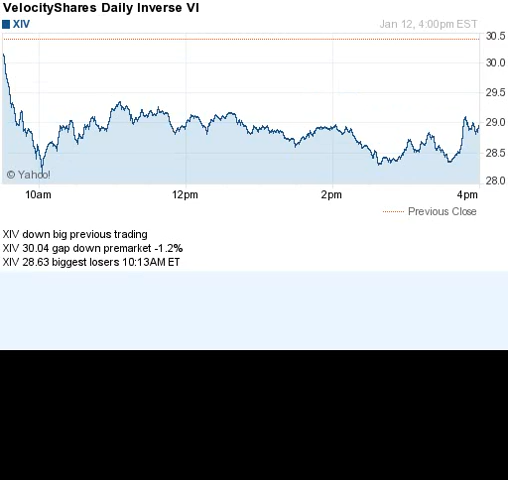 VelocityShares Daily Inverse VI
XIV
Jan 12, 4:00pm EST
30.5
30.0
29.5
29.0
28.5
28.0
© Yahoo!
10am 12pm 2pm 4pm
Previous Close
XIV down big previous trading
XIV 30.04 gap down premarket -1.2%
XIV 28.63 biggest losers 10:13AM ET